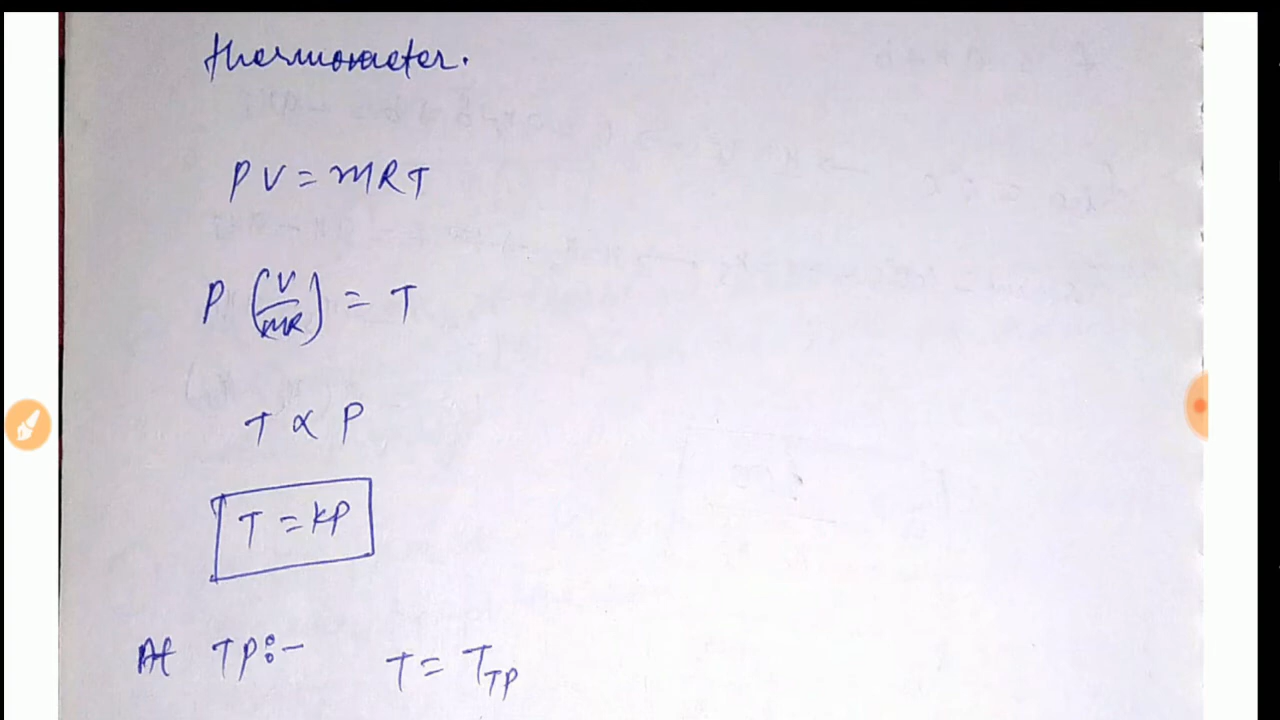 thermometer.
PV = mRT
P (V/mR) = T
T ∝ P
T = KP
At TP:- T = T_TP